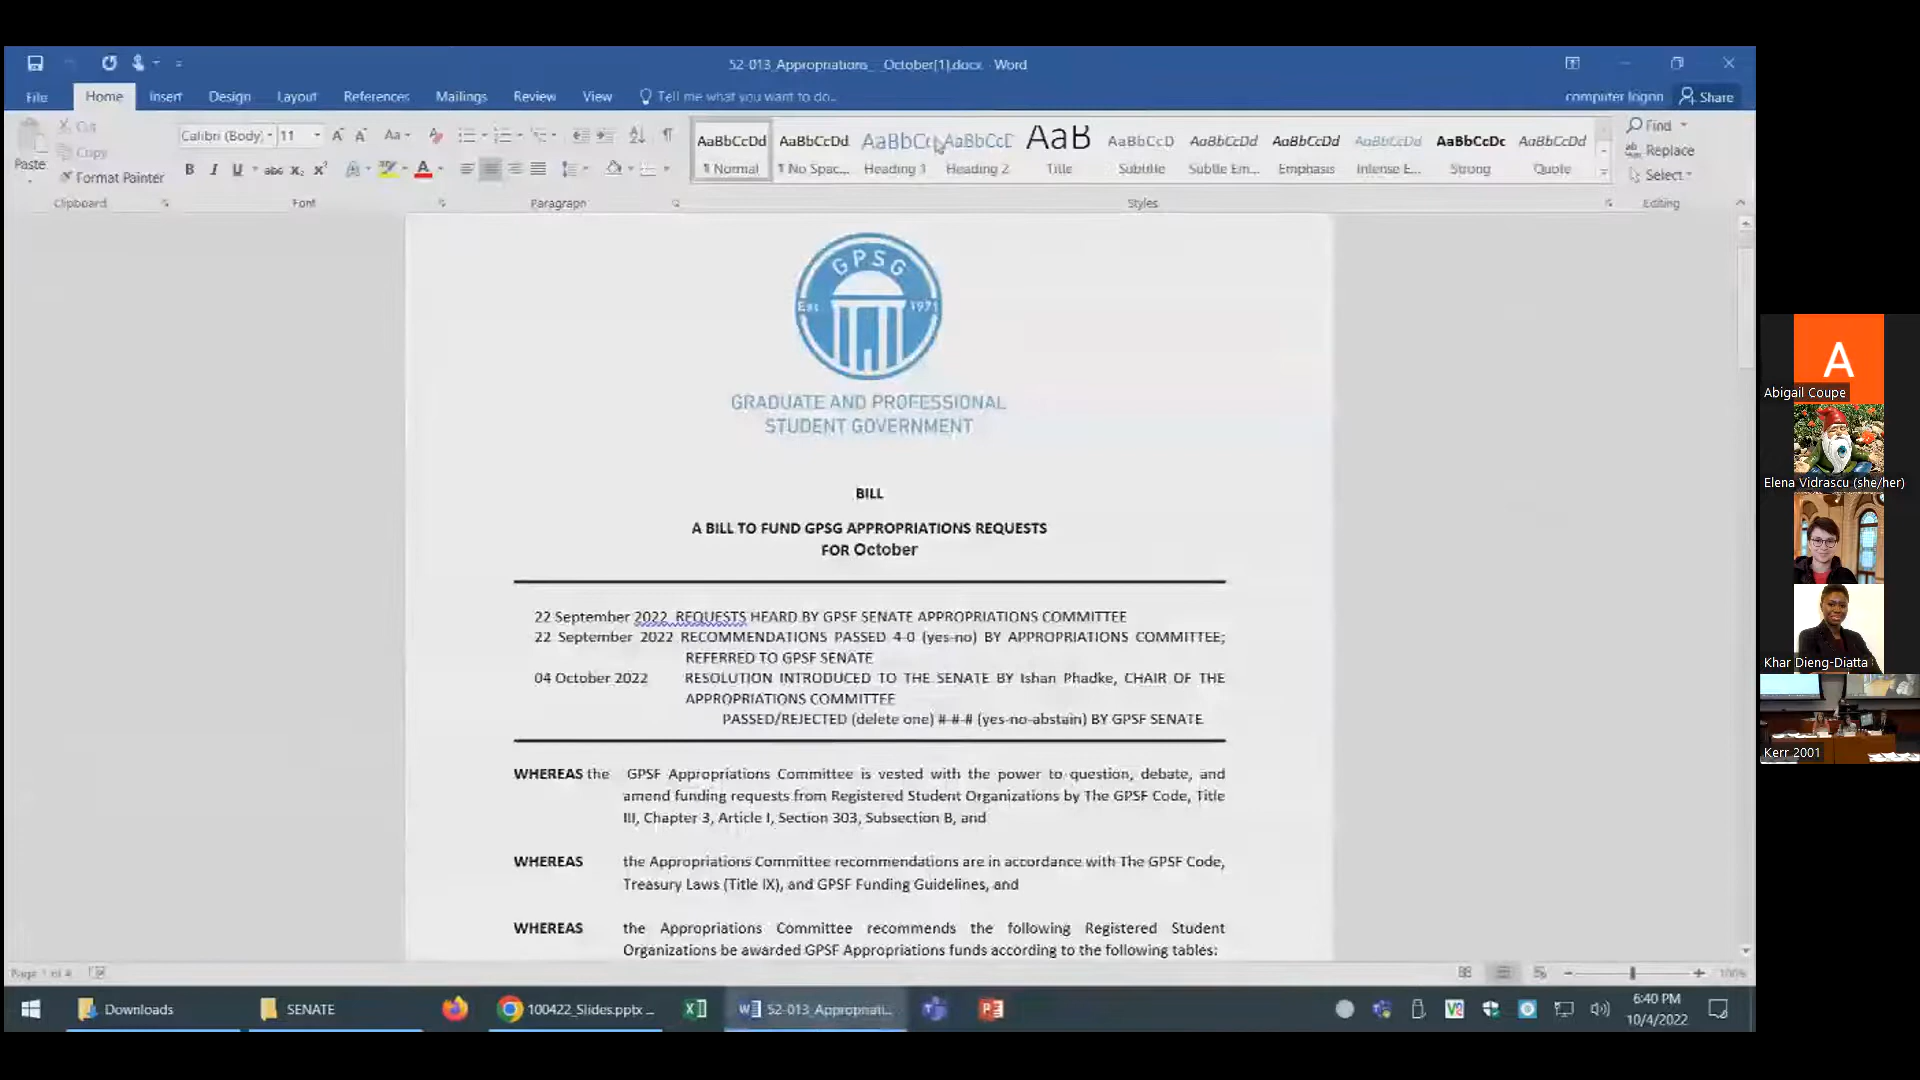 52-013_Appropriations_ _October[1].docx - Word
File Home Insert Design Layout References Mailings Review View Tell me what you want to do... computer logon Share
Cut
Copy
Paste
Format Painter
Calibri (Body) 11
AaBbCcDd AaBbCcDd AaBbCc AaBbCcD AaB AaBbCcD AaBbCcDd AaBbCcDd AaBbCcDd AaBbCcDc AaBbCcDd
¶ Normal ¶ No Spac... Heading 1 Heading 2 Title Subtitle Subtle Em... Emphasis Intense E... Strong Quote
Find
Replace
Select
Clipboard Font Paragraph Styles Editing
GPSG
Est 1971
GRADUATE AND PROFESSIONAL
STUDENT GOVERNMENT
BILL
A BILL TO FUND GPSG APPROPRIATIONS REQUESTS
FOR October
22 September 2022 REQUESTS HEARD BY GPSF SENATE APPROPRIATIONS COMMITTEE
22 September 2022 RECOMMENDATIONS PASSED 4-0 (yes-no) BY APPROPRIATIONS COMMITTEE;
REFERRED TO GPSF SENATE
04 October 2022 RESOLUTION INTRODUCED TO THE SENATE BY Ishan Phadke, CHAIR OF THE
APPROPRIATIONS COMMITTEE
PASSED/REJECTED (delete one) #-#-# (yes-no-abstain) BY GPSF SENATE
WHEREAS the GPSF Appropriations Committee is vested with the power to question, debate, and
amend funding requests from Registered Student Organizations by The GPSF Code, Title
III, Chapter 3, Article I, Section 303, Subsection B, and
WHEREAS the Appropriations Committee recommendations are in accordance with The GPSF Code,
Treasury Laws (Title IX), and GPSF Funding Guidelines, and
WHEREAS the Appropriations Committee recommends the following Registered Student
Organizations be awarded GPSF Appropriations funds according to the following tables:
Page 1 of 4
100%
Downloads SENATE 100422_Slides.pptx ... 52-013_Appropriati...
6:40 PM
10/4/2022
A
Abigail Coupe
Elena Vidrascu (she/her)
Khar Dieng-Diatta
Kerr 2001